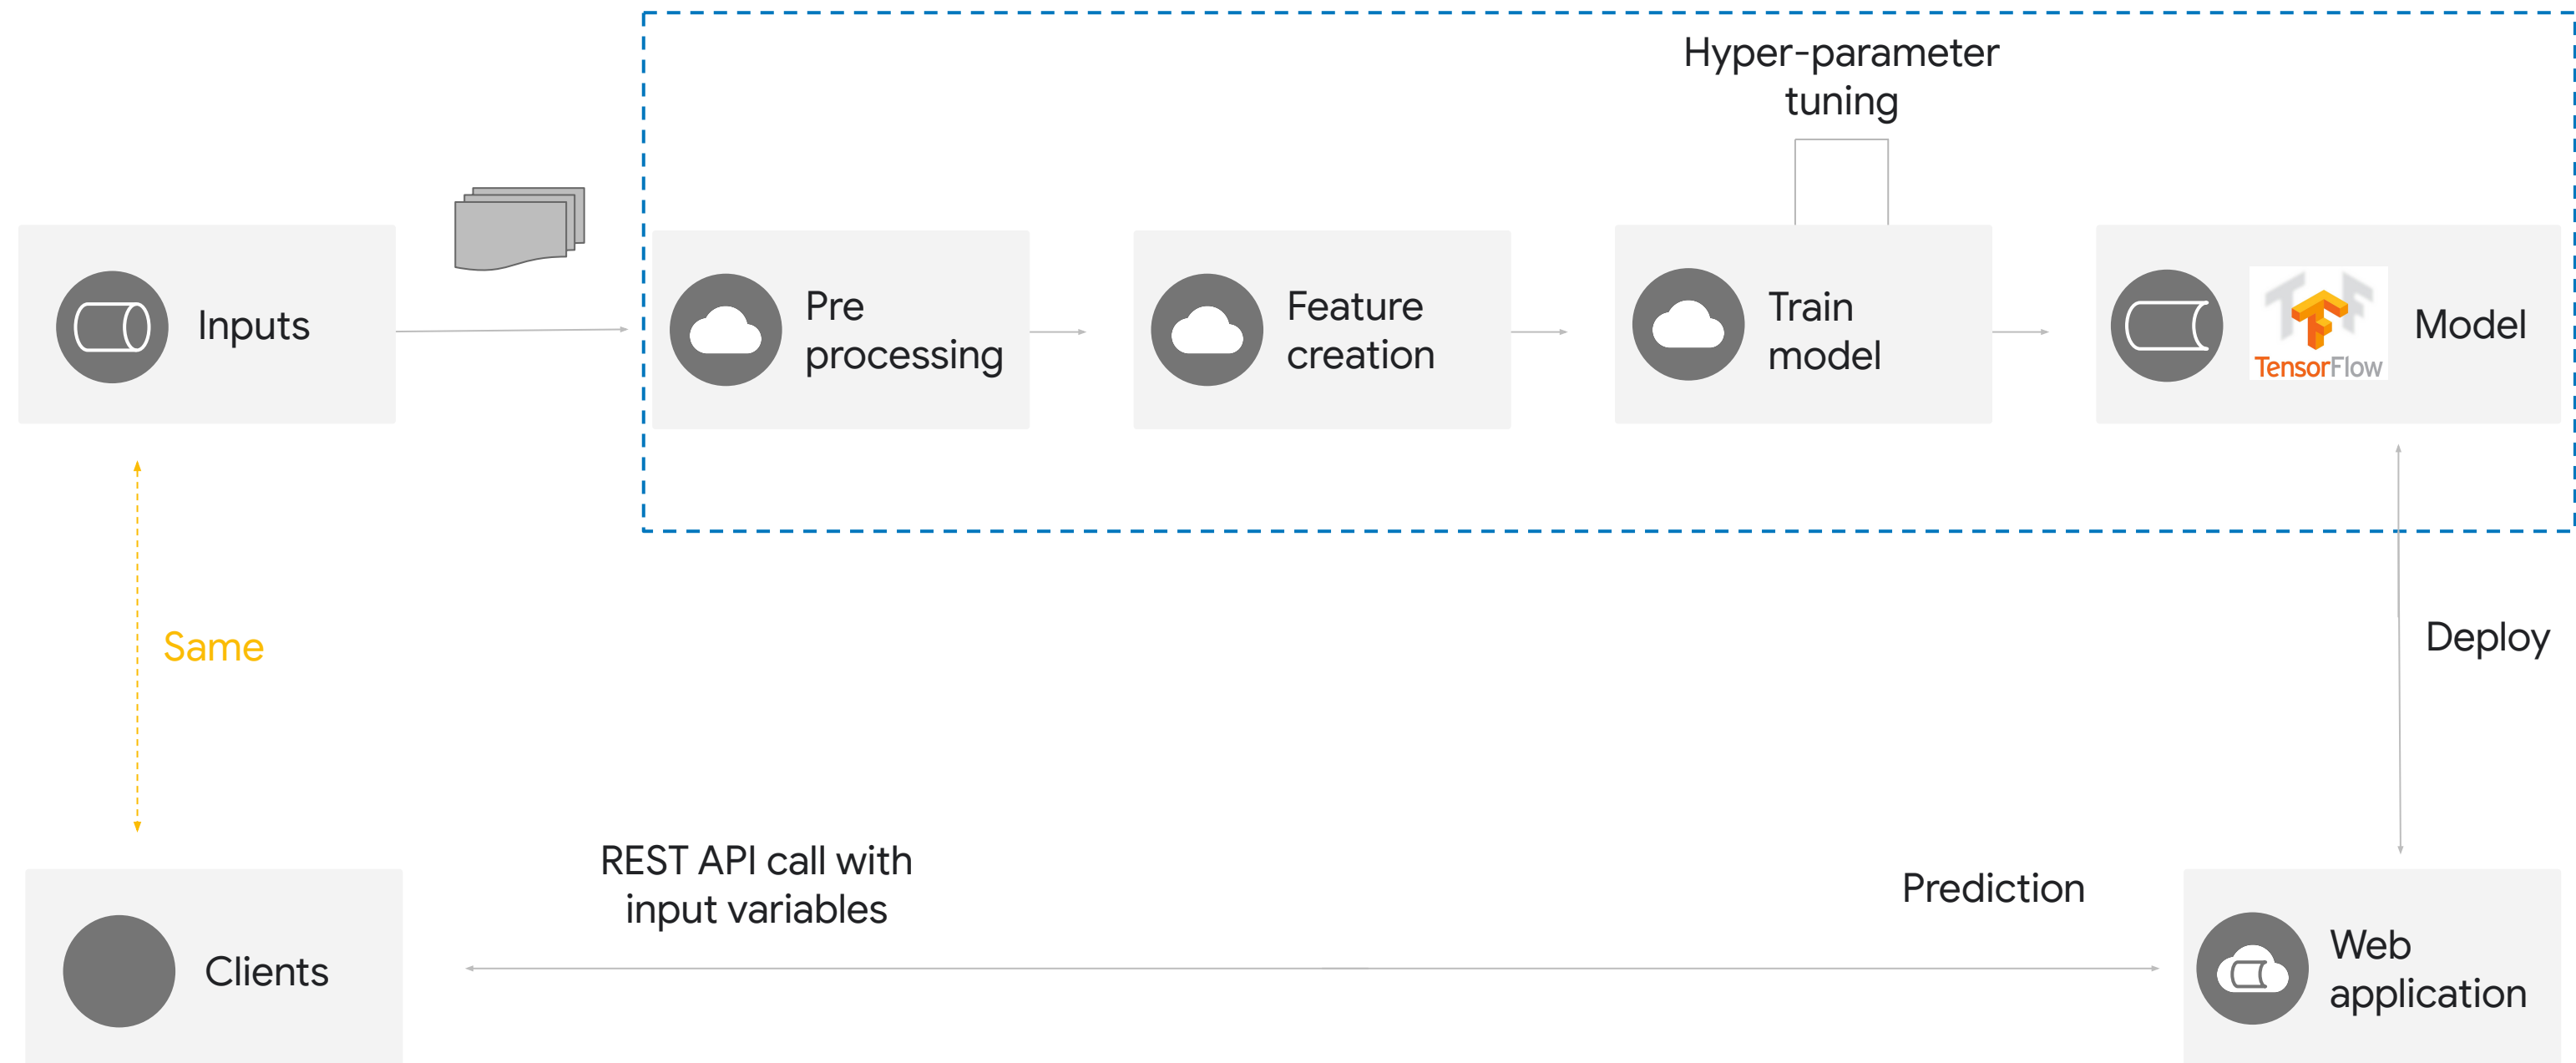 Hyper-parameter
tuning
Inputs
Pre
processing
Feature
creation
Train
model
TensorFlow
Model
Same
Deploy
REST API call with
input variables
Prediction
Clients
Web
application